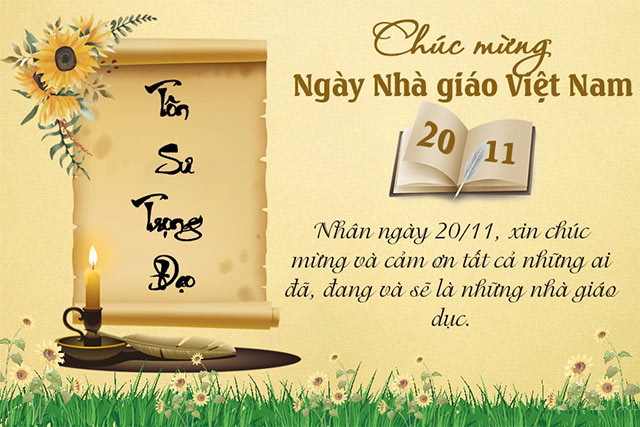 Tôn
Sư
Trọng
Đạo
Chúc mừng
Ngày Nhà giáo Việt Nam
20 11
Nhân ngày 20/11, xin chúc
mừng và cảm ơn tất cả những ai
đã, đang và sẽ là những nhà giáo
dục.